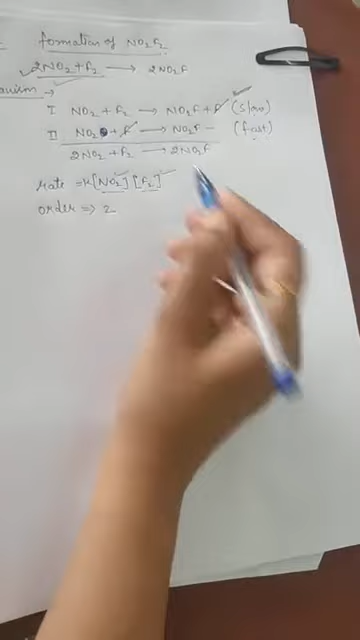 formation of NO2F2
2NO2 + F2 → 2NO2F
I NO2 + F2 → NO2F + F (slow)
II NO2 + F → NO2F – (fast)
2NO2 + F2 → 2NO2F
rate = k[NO2] [F2]
order ⇒ 2